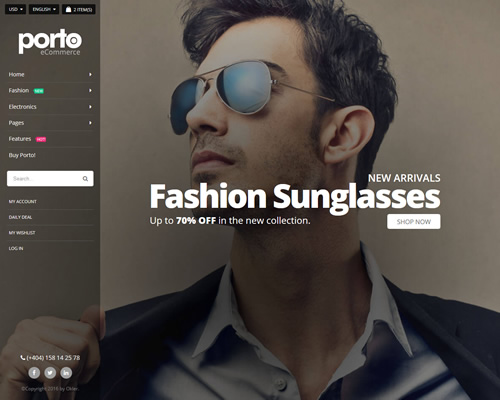 USD ENGLISH 2 ITEM(S)
porto
eCommerce
Home
Fashion NEW
Electronics
Pages
Features HOT
Buy Porto!
Search...
MY ACCOUNT
DAILY DEAL
MY WISHLIST
LOG IN
NEW ARRIVALS
Fashion Sunglasses
Up to 70% OFF in the new collection.
SHOP NOW
(+404) 158 14 25 78
©Copyright 2016 by